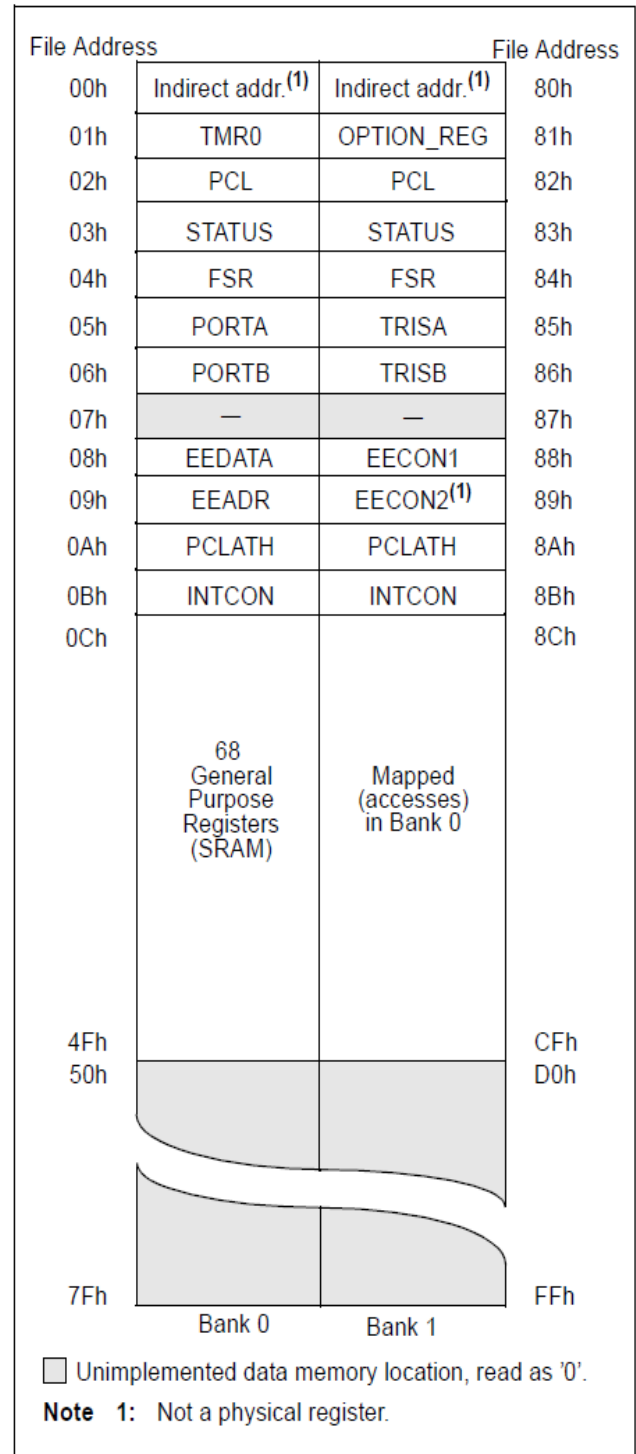 File Address File Address
00h Indirect addr.(1) Indirect addr.(1) 80h
01h TMR0 OPTION_REG 81h
02h PCL PCL 82h
03h STATUS STATUS 83h
04h FSR FSR 84h
05h PORTA TRISA 85h
06h PORTB TRISB 86h
07h — — 87h
08h EEDATA EECON1 88h
09h EEADR EECON2(1) 89h
0Ah PCLATH PCLATH 8Ah
0Bh INTCON INTCON 8Bh
0Ch 8Ch
68
General
Purpose
Registers
(SRAM)
Mapped
(accesses)
in Bank 0
4Fh CFh
50h D0h
7Fh FFh
Bank 0 Bank 1
Unimplemented data memory location, read as '0'.
Note 1: Not a physical register.